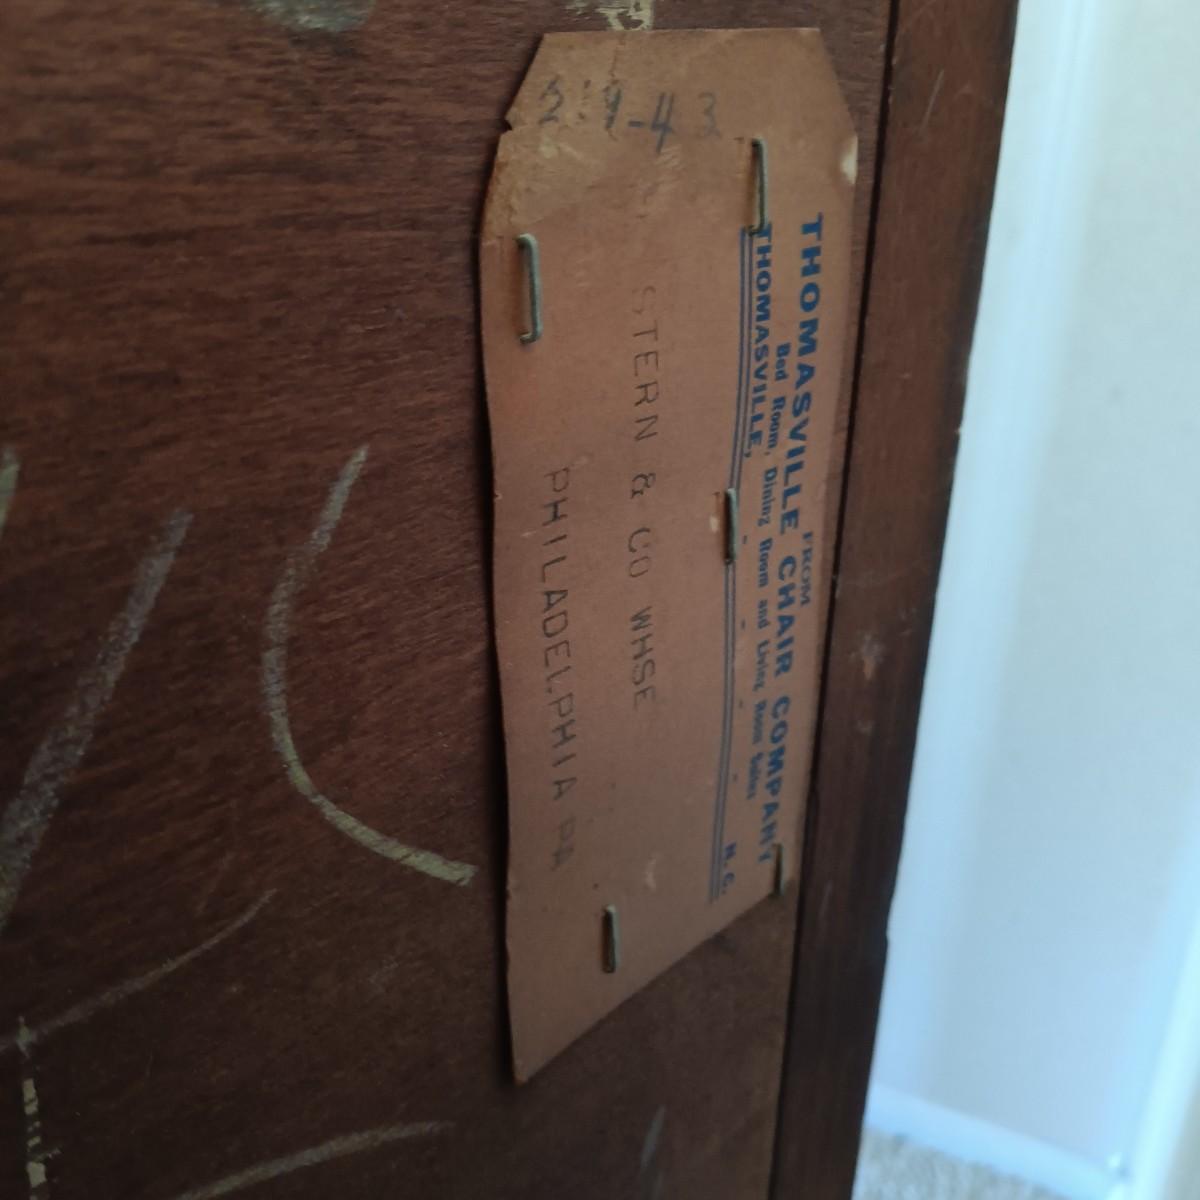 2-9-43
FROM
THOMASVILLE CHAIR COMPANY
Bed Room, Dining Room and Living Room Suites
THOMASVILLE, N. C.
STERN & CO WHSE
PHILADELPHIA PA